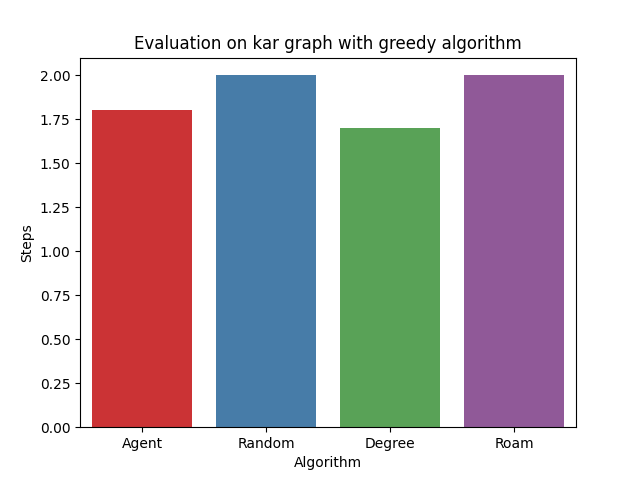 Evaluation on kar graph with greedy algorithm
2.00
1.75
1.50
1.25
1.00
0.75
0.50
0.25
0.00
Steps
Agent Random Degree Roam
Algorithm